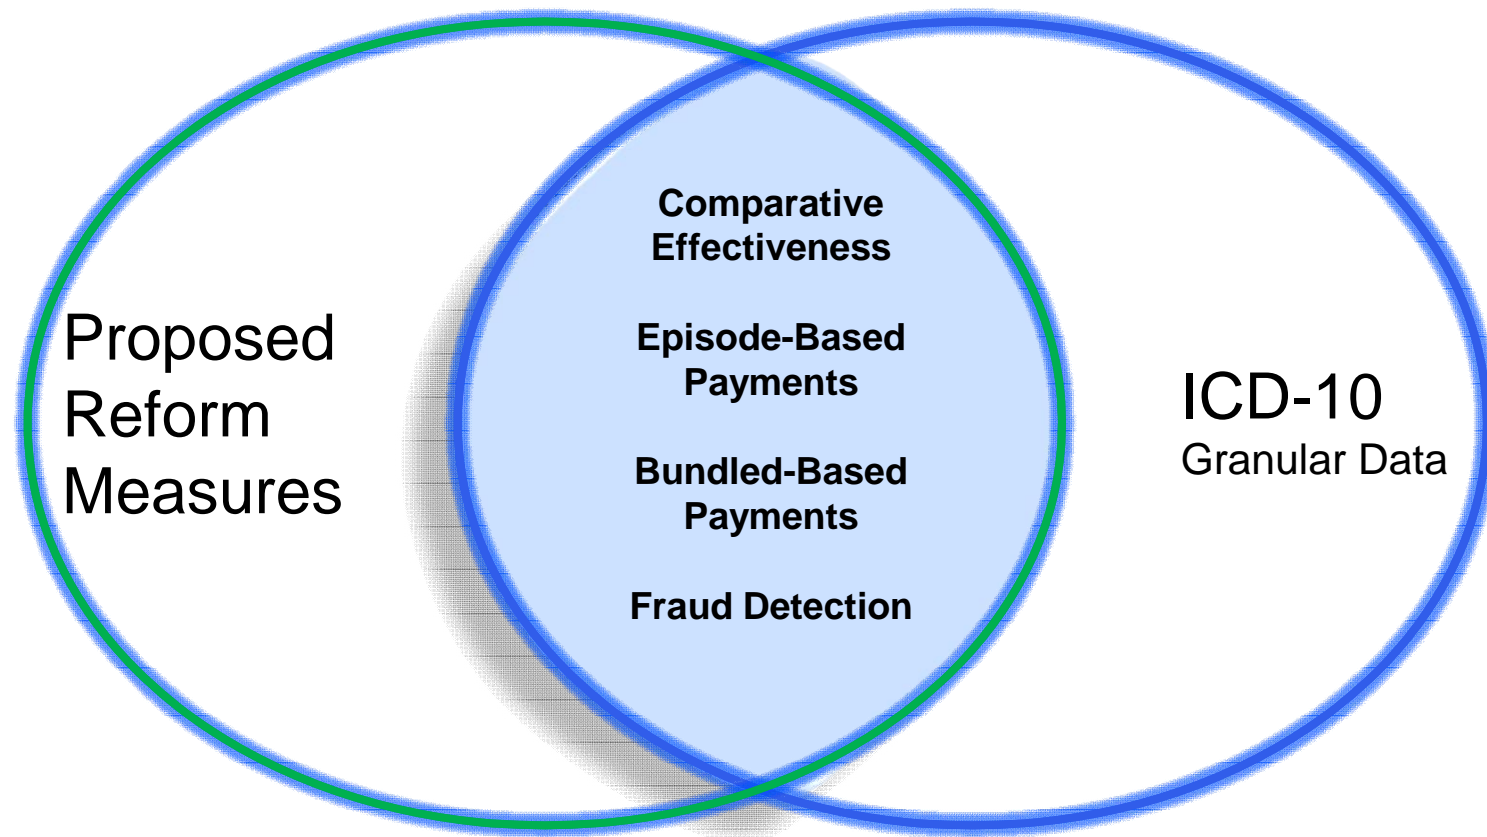 Proposed
Reform
Measures
Comparative
Effectiveness
Episode-Based
Payments
Bundled-Based
Payments
Fraud Detection
ICD-10
Granular Data